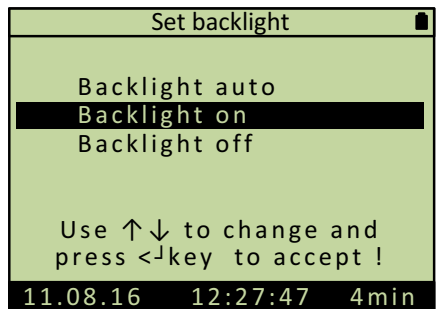 Set backlight
Backlight auto
Backlight on
Backlight off
Use ↑↓ to change and
press <┘key to accept !
11.08.16 12:27:47 4min